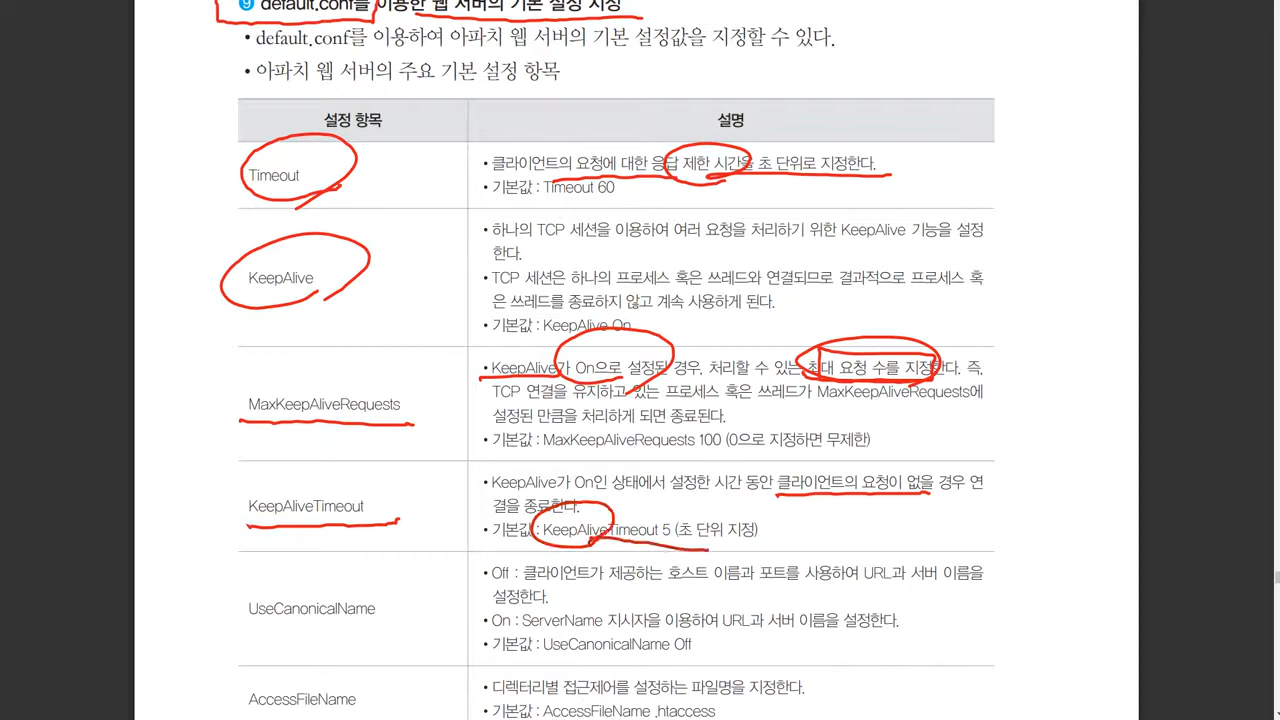 9 default.conf를 이용한 웹 서버의 기본 설정 지정
• default.conf를 이용하여 아파치 웹 서버의 기본 설정값을 지정할 수 있다.
• 아파치 웹 서버의 주요 기본 설정 항목
설정 항목
설명
Timeout
• 클라이언트의 요청에 대한 응답 제한 시간을 초 단위로 지정한다.
• 기본값 : Timeout 60
KeepAlive
• 하나의 TCP 세션을 이용하여 여러 요청을 처리하기 위한 KeepAlive 기능을 설정
한다.
• TCP 세션은 하나의 프로세스 혹은 쓰레드와 연결되므로 결과적으로 프로세스 혹
은 쓰레드를 종료하지 않고 계속 사용하게 된다.
• 기본값 : KeepAlive On
MaxKeepAliveRequests
• KeepAlive가 On으로 설정된 경우, 처리할 수 있는 최대 요청 수를 지정한다. 즉,
TCP 연결을 유지하고 있는 프로세스 혹은 쓰레드가 MaxKeepAliveRequests에
설정된 만큼을 처리하게 되면 종료된다.
• 기본값 : MaxKeepAliveRequests 100 (0으로 지정하면 무제한)
KeepAliveTimeout
• KeepAlive가 On인 상태에서 설정한 시간 동안 클라이언트의 요청이 없을 경우 연
결을 종료한다.
• 기본값 : KeepAliveTimeout 5 (초 단위 지정)
UseCanonicalName
• Off : 클라이언트가 제공하는 호스트 이름과 포트를 사용하여 URL과 서버 이름을
설정한다.
• On : ServerName 지시자를 이용하여 URL과 서버 이름을 설정한다.
• 기본값 : UseCanonicalName Off
AccessFileName
• 디렉터리별 접근제어를 설정하는 파일명을 지정한다.
• 기본값 : AccessFileName .htaccess